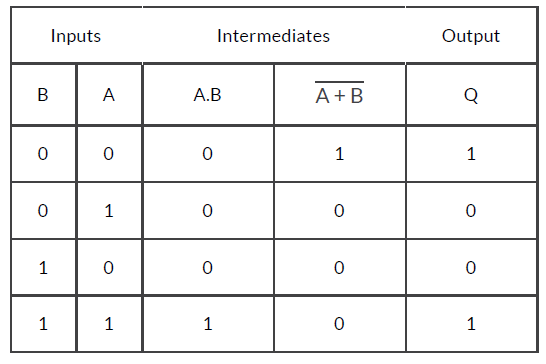 Inputs Intermediates Output
B A A.B A̅ ̅+̅ ̅B̅ Q
0 0 0 1 1
0 1 0 0 0
1 0 0 0 0
1 1 1 0 1